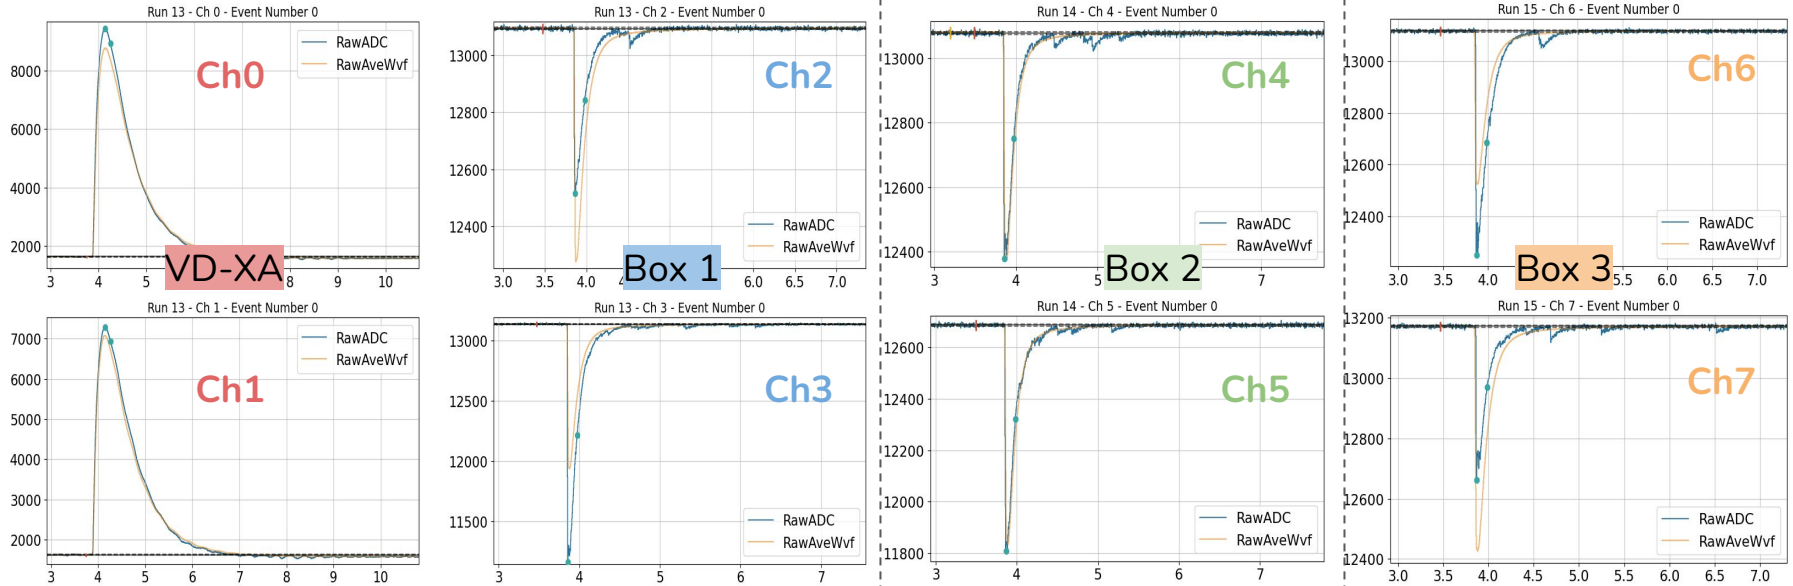 Run 13 - Ch 0 - Event Number 0
RawADC
RawAveWvf
Ch0
8000
6000
4000
2000
3 4 5 8 9 10
VD-XA
Run 13 - Ch 2 - Event Number 0
13000
12800
12600
12400
Ch2
RawADC
RawAveWvf
3.0 3.5 4.0 4.5 6.0 6.5 7.0
Box 1
Run 14 - Ch 4 - Event Number 0
13000
12800
12600
12400
Ch4
RawADC
RawAveWvf
3 4 5 7
Box 2
Run 15 - Ch 6 - Event Number 0
13000
12800
12600
12400
Ch6
RawADC
RawAveWvf
3.0 3.5 4.0 5.5 6.0 6.5 7.0
Box 3
Run 13 - Ch 1 - Event Number 0
RawADC
RawAveWvf
Ch1
7000
6000
5000
4000
3000
2000
3 4 5 6 7 8 9 10
Run 13 - Ch 3 - Event Number 0
13000
12500
12000
11500
Ch3
RawADC
RawAveWvf
3 4 5 6 7
Run 14 - Ch 5 - Event Number 0
12600
12400
12200
12000
11800
Ch5
RawADC
RawAveWvf
3 4 5 6 7
Run 15 - Ch 7 - Event Number 0
13200
13000
12800
12600
12400
Ch7
RawADC
RawAveWvf
3.0 3.5 4.0 4.5 5.0 5.5 6.0 6.5 7.0